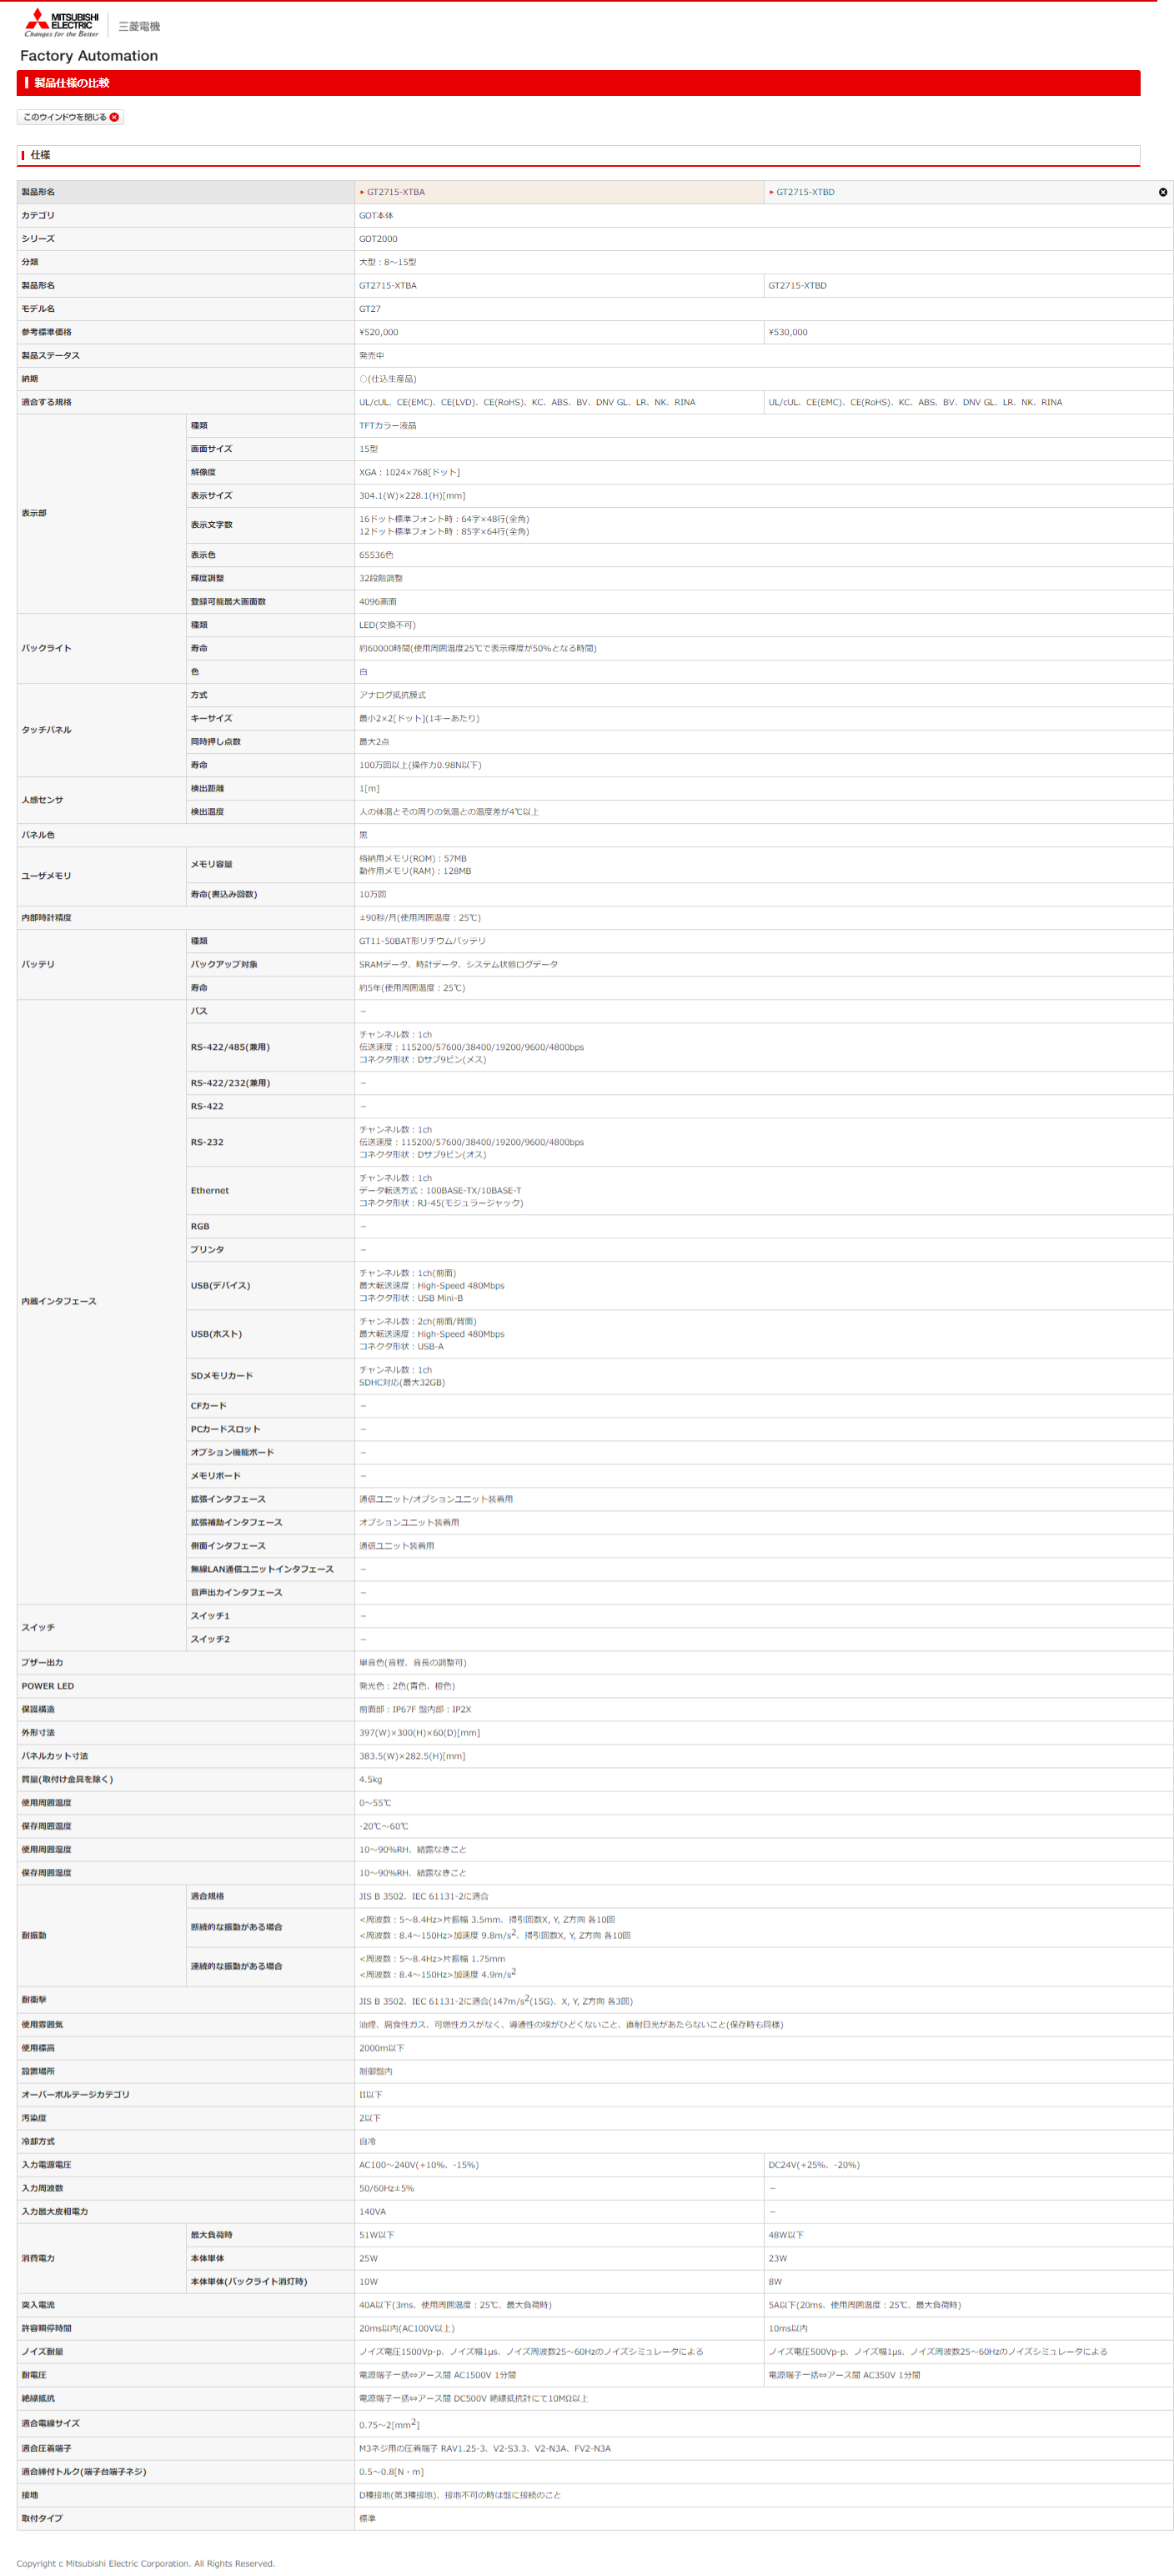 MITSUBISHI
ELECTRIC
Changes for the Better
三菱電機
Factory Automation
製品仕様の比較
このウインドウを閉じる
仕様
製品形名 GT2715-XTBA GT2715-XTBD
カテゴリ GOT本体
シリーズ GOT2000
分類 大型：8～15型
製品形名 GT2715-XTBA GT2715-XTBD
モデル名 GT27
参考標準価格 ¥520,000 ¥530,000
製品ステータス 発売中
納期 ○(仕込生産品)
適合する規格 UL/cUL、CE(EMC)、CE(LVD)、CE(RoHS)、KC、ABS、BV、DNV GL、LR、NK、RINA UL/cUL、CE(EMC)、CE(RoHS)、KC、ABS、BV、DNV GL、LR、NK、RINA
表示部
種類 TFTカラー液晶
画面サイズ 15型
解像度 XGA：1024×768[ドット]
表示サイズ 304.1(W)×228.1(H)[mm]
表示文字数
16ドット標準フォント時：64字×48行(全角)
12ドット標準フォント時：85字×64行(全角)
表示色 65536色
輝度調整 32段階調整
登録可能最大画面数 4096画面
バックライト
種類 LED(交換不可)
寿命 約60000時間(使用周囲温度25℃で表示輝度が50％となる時間)
色 白
タッチパネル
方式 アナログ抵抗膜式
キーサイズ 最小2×2[ドット](1キーあたり)
同時押し点数 最大2点
寿命 100万回以上(操作力0.98N以下)
人感センサ
検出距離 1[m]
検出温度 人の体温とその周りの気温との温度差が4℃以上
パネル色 黒
ユーザメモリ
メモリ容量
格納用メモリ(ROM)：57MB
動作用メモリ(RAM)：128MB
寿命(書込み回数) 10万回
内部時計精度 ±90秒/月(使用周囲温度：25℃)
バッテリ
種類 GT11-50BAT形リチウムバッテリ
バックアップ対象 SRAMデータ、時計データ、システム状態ログデータ
寿命 約5年(使用周囲温度：25℃)
内蔵インタフェース
バス －
RS-422/485(兼用)
チャンネル数：1ch
伝送速度：115200/57600/38400/19200/9600/4800bps
コネクタ形状：Dサブ9ピン(メス)
RS-422/232(兼用) －
RS-422 －
RS-232
チャンネル数：1ch
伝送速度：115200/57600/38400/19200/9600/4800bps
コネクタ形状：Dサブ9ピン(オス)
Ethernet
チャンネル数：1ch
データ転送方式：100BASE-TX/10BASE-T
コネクタ形状：RJ-45(モジュラージャック)
RGB －
プリンタ －
USB(デバイス)
チャンネル数：1ch(前面)
最大転送速度：High-Speed 480Mbps
コネクタ形状：USB Mini-B
USB(ホスト)
チャンネル数：2ch(前面/背面)
最大転送速度：High-Speed 480Mbps
コネクタ形状：USB-A
SDメモリカード
チャンネル数：1ch
SDHC対応(最大32GB)
CFカード －
PCカードスロット －
オプション機能ボード －
メモリボード －
拡張インタフェース 通信ユニット/オプションユニット装着用
拡張補助インタフェース オプションユニット装着用
側面インタフェース 通信ユニット装着用
無線LAN通信ユニットインタフェース －
音声出力インタフェース －
スイッチ
スイッチ1 －
スイッチ2 －
ブザー出力 単音色(音程、音長の調整可)
POWER LED 発光色：2色(青色、橙色)
保護構造 前面部：IP67F 盤内部：IP2X
外形寸法 397(W)×300(H)×60(D)[mm]
パネルカット寸法 383.5(W)×282.5(H)[mm]
質量(取付け金具を除く) 4.5kg
使用周囲温度 0～55℃
保存周囲温度 -20℃～60℃
使用周囲湿度 10～90%RH、結露なきこと
保存周囲湿度 10～90%RH、結露なきこと
耐振動
適合規格 JIS B 3502、IEC 61131-2に適合
断続的な振動がある場合
<周波数：5～8.4Hz>片振幅 3.5mm、掃引回数X, Y, Z方向 各10回
<周波数：8.4～150Hz>加速度 9.8m/s2、掃引回数X, Y, Z方向 各10回
連続的な振動がある場合
<周波数：5～8.4Hz>片振幅 1.75mm
<周波数：8.4～150Hz>加速度 4.9m/s2
耐衝撃 JIS B 3502、IEC 61131-2に適合(147m/s2(15G)、X, Y, Z方向 各3回)
使用雰囲気 油煙、腐食性ガス、可燃性ガスがなく、導通性の埃がひどくないこと、直射日光があたらないこと(保存時も同様)
使用標高 2000m以下
設置場所 制御盤内
オーバーボルテージカテゴリ II以下
汚染度 2以下
冷却方式 自冷
入力電源電圧 AC100～240V(+10%、-15%) DC24V(+25%、-20%)
入力周波数 50/60Hz±5% －
入力最大皮相電力 140VA －
消費電力
最大負荷時 51W以下 48W以下
本体単体 25W 23W
本体単体(バックライト消灯時) 10W 8W
突入電流 40A以下(3ms、使用周囲温度：25℃、最大負荷時) 5A以下(20ms、使用周囲温度：25℃、最大負荷時)
許容瞬停時間 20ms以内(AC100V以上) 10ms以内
ノイズ耐量 ノイズ電圧1500Vp-p、ノイズ幅1μs、ノイズ周波数25～60Hzのノイズシミュレータによる ノイズ電圧500Vp-p、ノイズ幅1μs、ノイズ周波数25～60Hzのノイズシミュレータによる
耐電圧 電源端子一括⇔アース間 AC1500V 1分間 電源端子一括⇔アース間 AC350V 1分間
絶縁抵抗 電源端子一括⇔アース間 DC500V 絶縁抵抗計にて10MΩ以上
適合電線サイズ 0.75～2[mm2]
適合圧着端子 M3ネジ用の圧着端子 RAV1.25-3、V2-S3.3、V2-N3A、FV2-N3A
適合締付トルク(端子台端子ネジ) 0.5～0.8[N・m]
接地 D種接地(第3種接地)、接地不可の時は盤に接続のこと
取付タイプ 標準
Copyright c Mitsubishi Electric Corporation. All Rights Reserved.